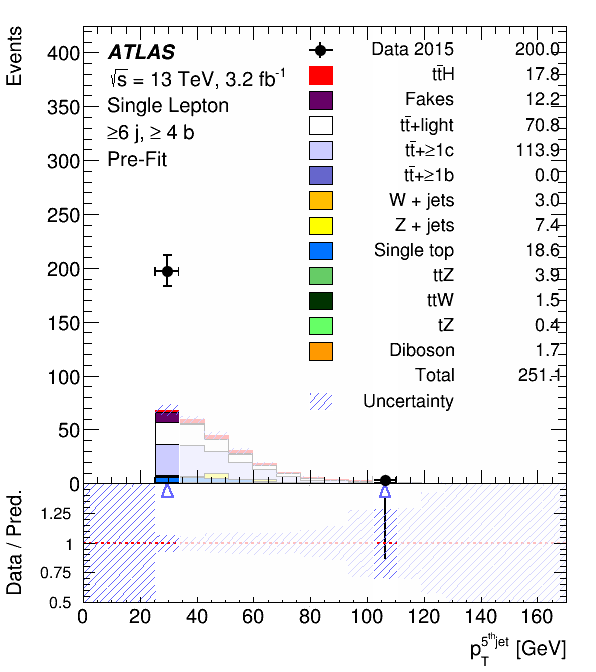 Events
400
350
300
250
200
150
100
50
0
ATLAS
√s = 13 TeV, 3.2 fb⁻¹
Single Lepton
≥6 j, ≥ 4 b
Pre-Fit
Data 2015 200.0
tt̄H 17.8
Fakes 12.2
tt̄+light 70.8
tt̄+≥1c 113.9
tt̄+≥1b 0.0
W + jets 3.0
Z + jets 7.4
Single top 18.6
ttZ 3.9
ttW 1.5
tZ 0.4
Diboson 1.7
Total 251.1
Uncertainty
Data / Pred.
1.25
1
0.75
0.5
0 20 40 60 80 100 120 140 160
p_T^{5th jet} [GeV]